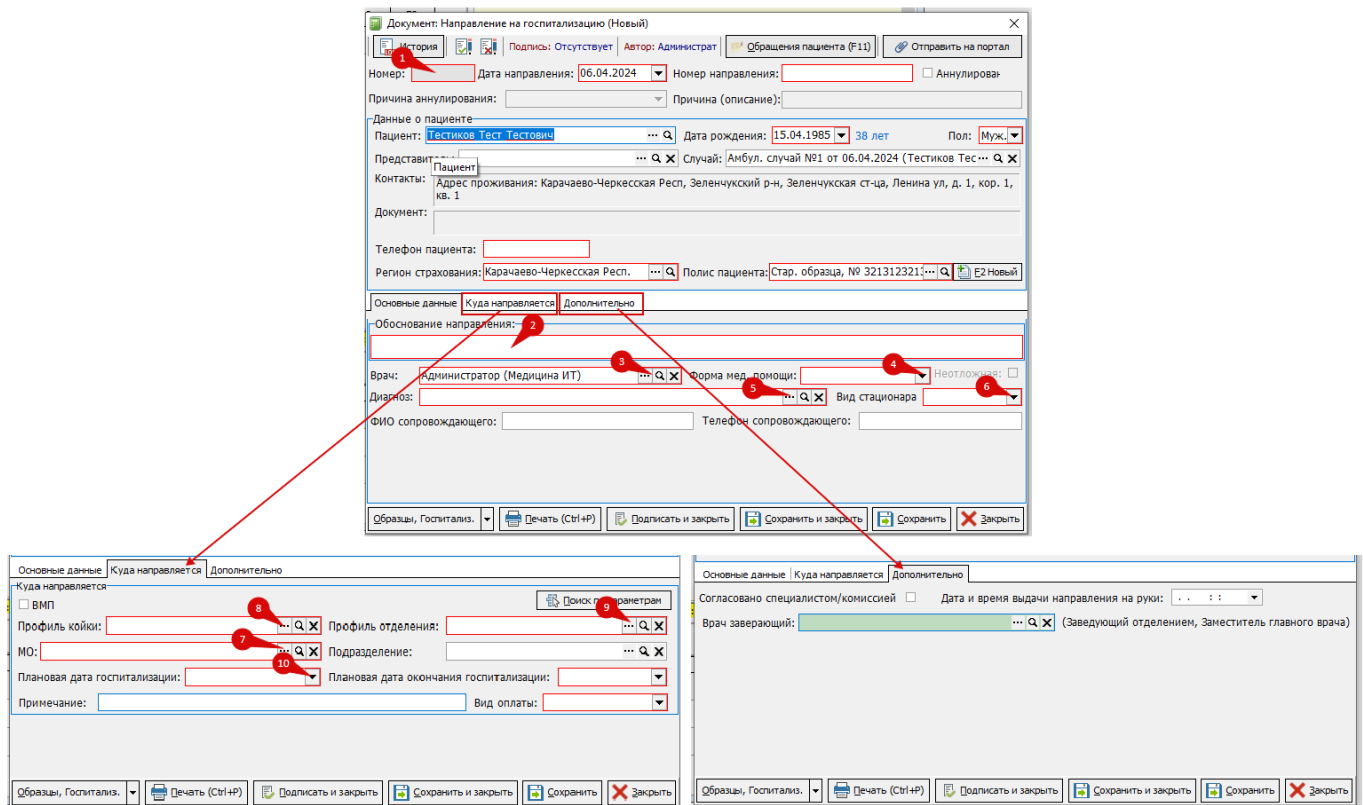 Документ: Направление на госпитализацию (Новый)
История Подпись: Отсутствует Автор: Администрат Обращения пациента (F11) Отправить на портал
1
Номер: Дата направления: 06.04.2024 Номер направления: Аннулирован
Причина аннулирования: Причина (описание):
Данные о пациенте
Пациент: Тестиков Тест Тестович Дата рождения: 15.04.1985 38 лет Пол: Муж.
Представитель: Случай: Амбул. случай №1 от 06.04.2024 (Тестиков Тес
Пациент
Контакты: Адрес проживания: Карачаево-Черкесская Респ, Зеленчукский р-н, Зеленчукская ст-ца, Ленина ул, д. 1, кор. 1,
кв. 1
Документ:
Телефон пациента:
Регион страхования: Карачаево-Черкесская Респ. Полис пациента: Стар. образца, № 321312321 F2 Новый
Основные данные Куда направляется Дополнительно
Обоснование направления: 2
3 4
Врач: Администратор (Медицина ИТ) Форма мед. помощи: Неотложная:
5 6
Диагноз: Вид стационара
ФИО сопровождающего: Телефон сопровождающего:
Образцы, Госпитализ. Печать (Ctrl+P) Подписать и закрыть Сохранить и закрыть Сохранить Закрыть
Основные данные Куда направляется Дополнительно
Куда направляется
ВМП Поиск по параметрам
8 9
Профиль койки: Профиль отделения:
7
МО: Подразделение:
10
Плановая дата госпитализации: Плановая дата окончания госпитализации:
Примечание: Вид оплаты:
Образцы, Госпитализ. Печать (Ctrl+P) Подписать и закрыть Сохранить и закрыть Сохранить Закрыть
Основные данные Куда направляется Дополнительно
Согласовано специалистом/комиссией Дата и время выдачи направления на руки: . . : :
Врач заверающий: (Заведующий отделением, Заместитель главного врача)
Образцы, Госпитализ. Печать (Ctrl+P) Подписать и закрыть Сохранить и закрыть Сохранить Закрыть